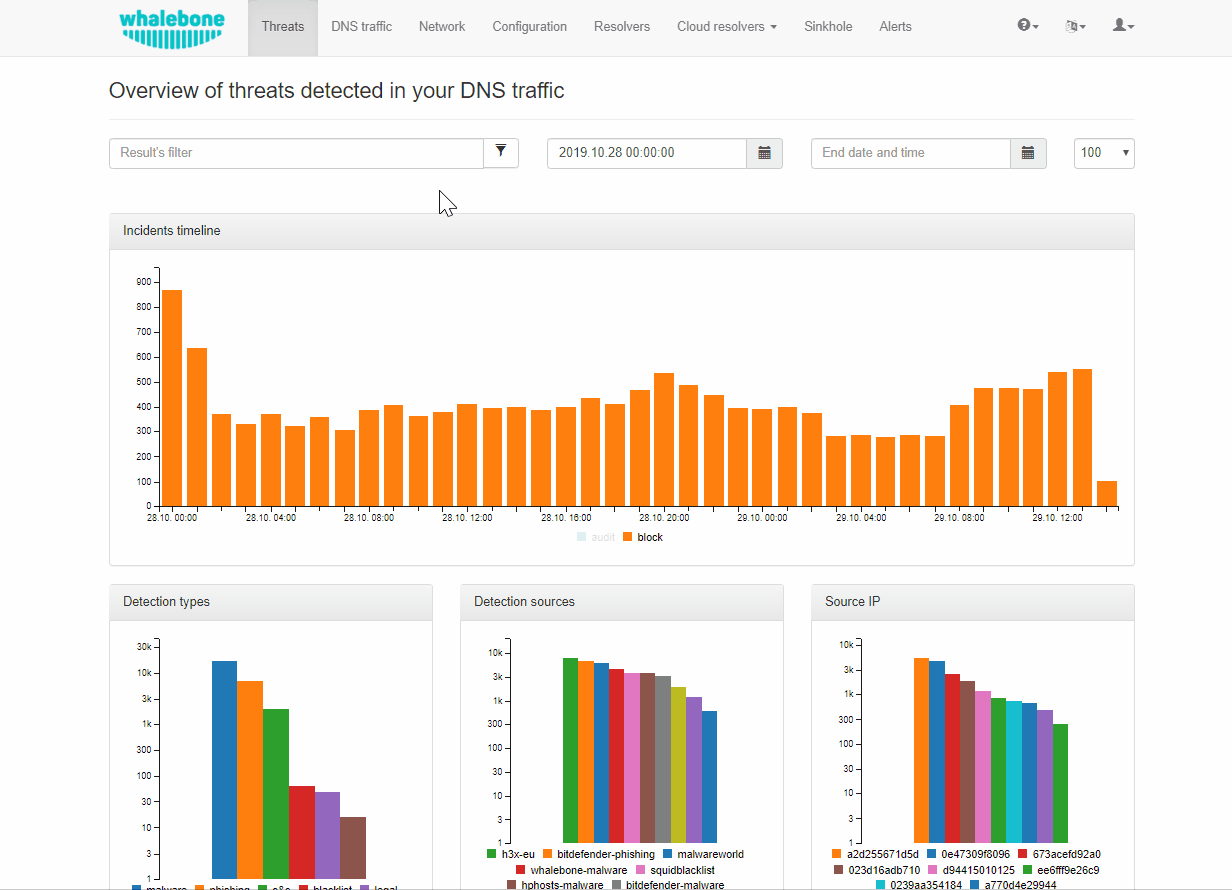 whalebone Threats DNS traffic Network Configuration Resolvers Cloud resolvers Sinkhole Alerts
Overview of threats detected in your DNS traffic
Result's filter 2019.10.28 00:00:00 End date and time 100
Incidents timeline
900
800
700
600
500
400
300
200
100
0
28.10. 00:00 28.10. 04:00 28.10. 08:00 28.10. 12:00 28.10. 16:00 28.10. 20:00 29.10. 00:00 29.10. 04:00 29.10. 08:00 29.10. 12:00
audit block
Detection types
30k
10k
3k
1k
300
100
30
10
3
1
malware phishing c&c blacklist legal
Detection sources
10k
3k
1k
300
100
30
10
3
1
h3x-eu bitdefender-phishing malwareworld
whalebone-malware squidblacklist
hphosts-malware bitdefender-malware
Source IP
10k
3k
1k
300
100
30
10
3
1
a2d255671d5d 0e47309f8096 673acefd92a0
023d16adb710 d94415010125 ee6fff9e26c9
0239aa354184 a770d4e29944